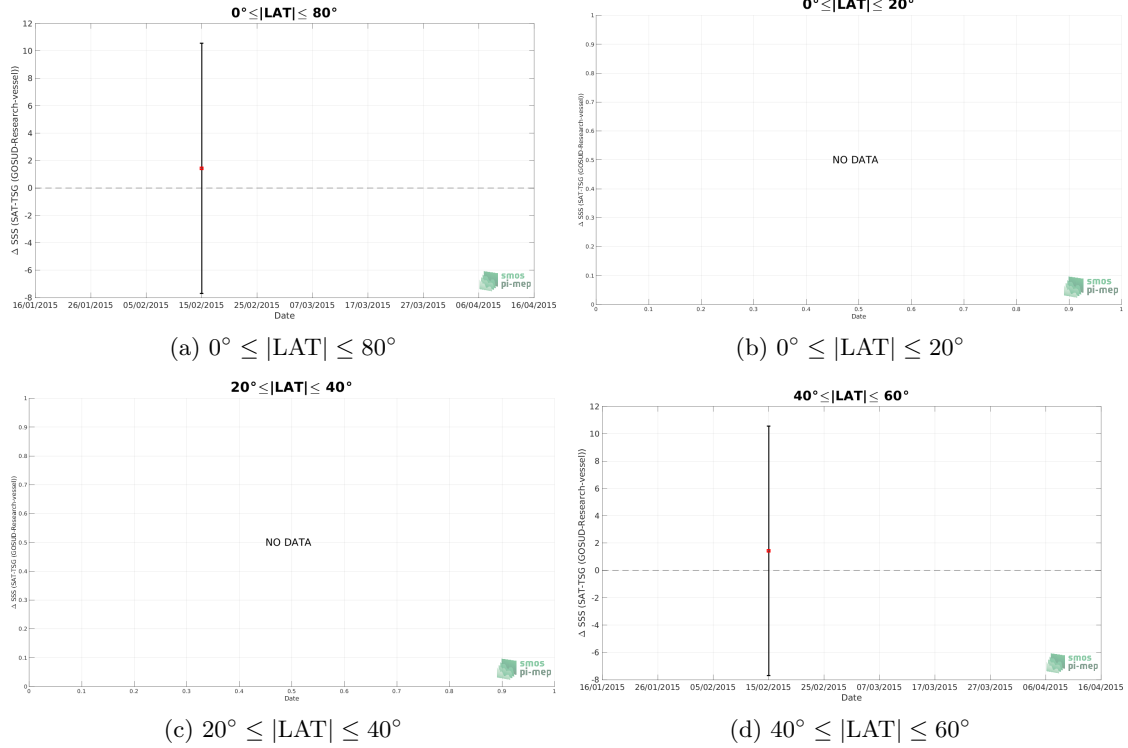 0°≤|LAT|≤ 80°
12
10
8
6
4
2
0
-2
-4
-6
-8
Δ SSS (SAT-TSG (GOSUD-Research-vessel))
16/01/2015 26/01/2015 05/02/2015 15/02/2015 25/02/2015 07/03/2015 17/03/2015 27/03/2015 06/04/2015 16/04/2015
Date
smos
pi-mep
(a) 0° ≤ |LAT| ≤ 80°
0°≤|LAT|≤ 20°
1
0.9
0.8
0.7
0.6
0.5
0.4
0.3
0.2
0.1
0
Δ SSS (SAT-TSG (GOSUD-Research-vessel))
NO DATA
0 0.1 0.2 0.3 0.4 0.5 0.6 0.7 0.8 0.9 1
Date
smos
pi-mep
(b) 0° ≤ |LAT| ≤ 20°
20°≤|LAT|≤ 40°
1
0.9
0.8
0.7
0.6
0.5
0.4
0.3
0.2
0.1
0
Δ SSS (SAT-TSG (GOSUD-Research-vessel))
NO DATA
0 0.1 0.2 0.3 0.4 0.5 0.6 0.7 0.8 0.9 1
Date
smos
pi-mep
(c) 20° ≤ |LAT| ≤ 40°
40°≤|LAT|≤ 60°
12
10
8
6
4
2
0
-2
-4
-6
-8
Δ SSS (SAT-TSG (GOSUD-Research-vessel))
16/01/2015 26/01/2015 05/02/2015 15/02/2015 25/02/2015 07/03/2015 17/03/2015 27/03/2015 06/04/2015 16/04/2015
Date
smos
pi-mep
(d) 40° ≤ |LAT| ≤ 60°